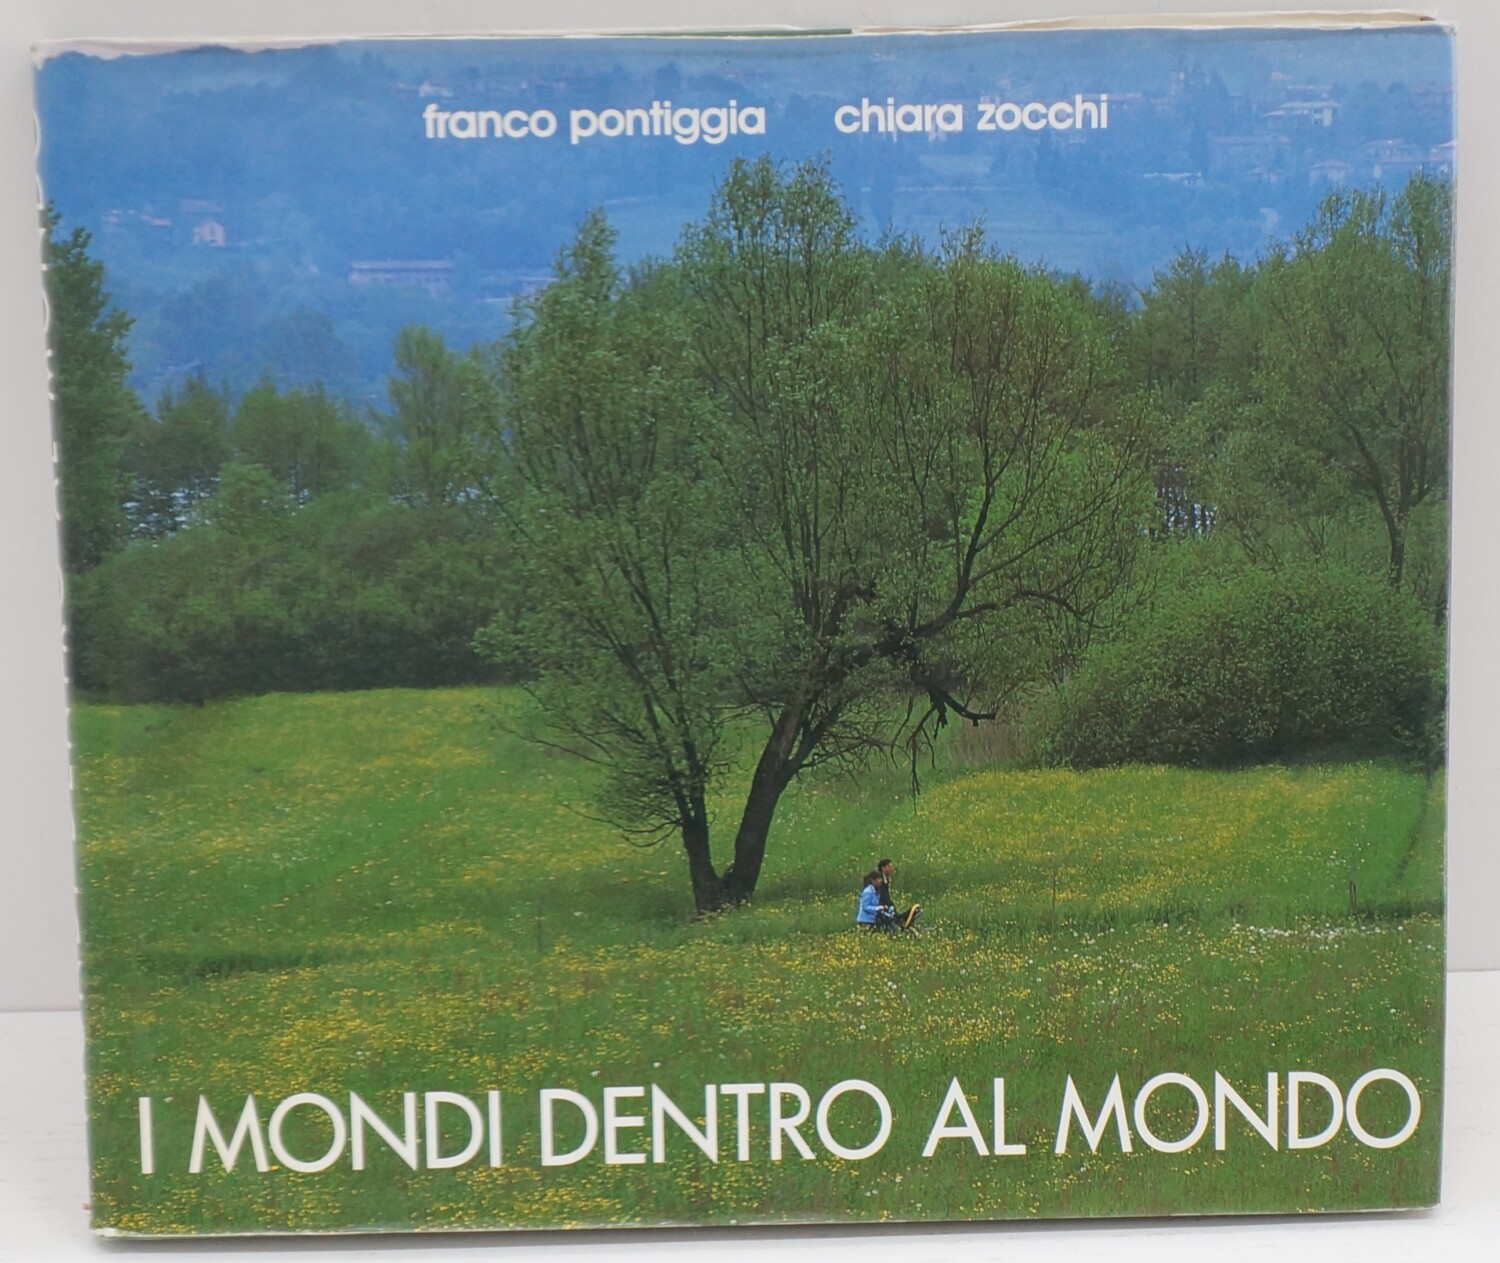 franco pontiggia chiara zocchi
I MONDI DENTRO AL MONDO